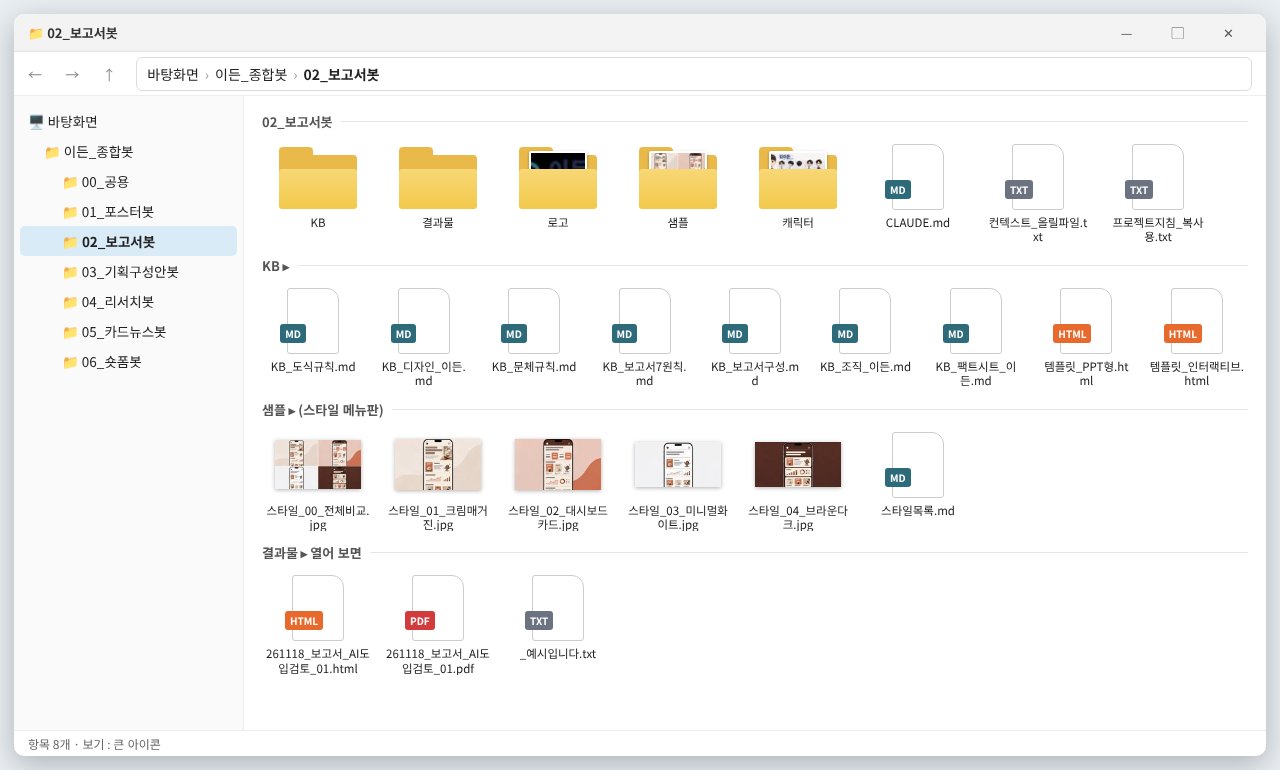 02_보고서봇
바탕화면 › 이든_종합봇 › 02_보고서봇
바탕화면
이든_종합봇
00_공용
01_포스터봇
02_보고서봇
03_기획구성안봇
04_리서치봇
05_카드뉴스봇
06_숏폼봇
02_보고서봇
MD
TXT
TXT
KB
결과물
로고
샘플
캐릭터
CLAUDE.md
컨텍스트_올릴파일.t
xt
프로젝트지침_복사
용.txt
KB ▸
MD
MD
MD
MD
MD
MD
MD
HTML
HTML
KB_도식규칙.md
KB_디자인_이든.
md
KB_문체규칙.md
KB_보고서7원칙.
md
KB_보고서구성.m
d
KB_조직_이든.md
KB_팩트시트_이
든.md
템플릿_PPT형.ht
ml
템플릿_인터랙티브.
html
샘플 ▸ (스타일 메뉴판)
MD
스타일_00_전체비교.
jpg
스타일_01_크림매거
진.jpg
스타일_02_대시보드
카드.jpg
스타일_03_미니멀화
이트.jpg
스타일_04_브라운다
크.jpg
스타일목록.md
결과물 ▸ 열어 보면
HTML
PDF
TXT
261118_보고서_AI도
입검토_01.html
261118_보고서_AI도
입검토_01.pdf
_예시입니다.txt
항목 8개 · 보기 : 큰 아이콘